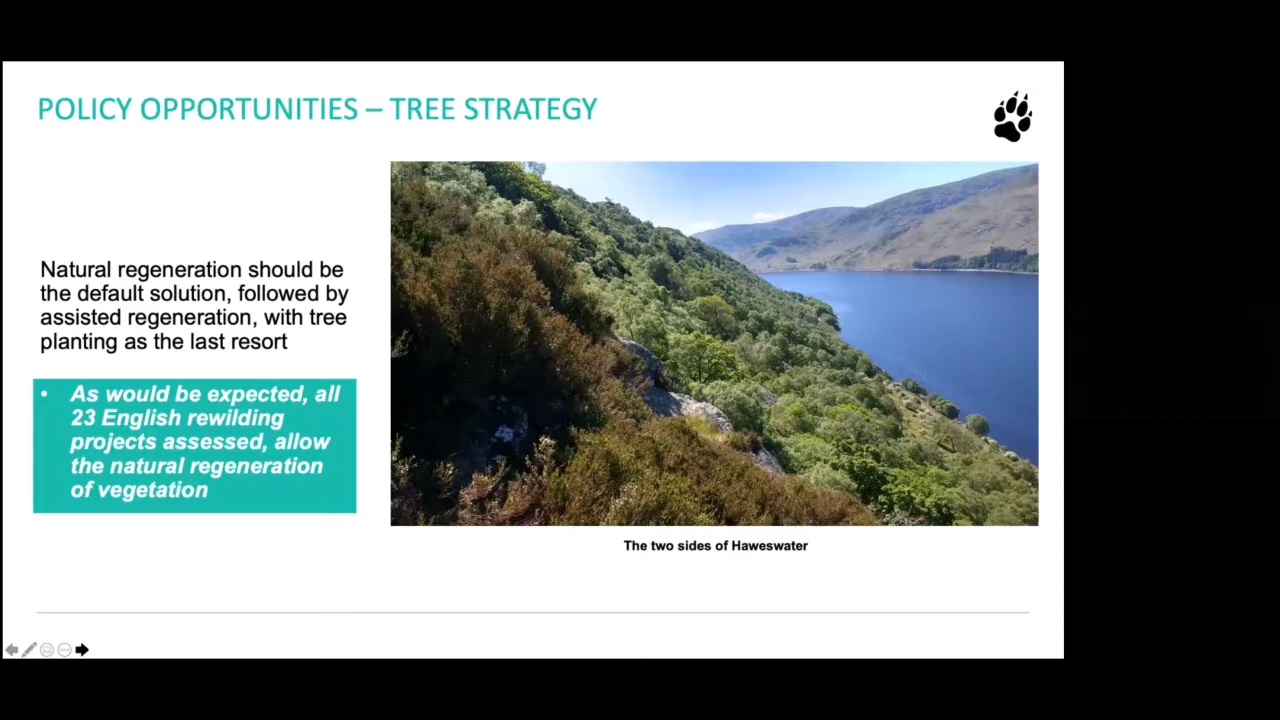 POLICY OPPORTUNITIES – TREE STRATEGY
Natural regeneration should be
the default solution, followed by
assisted regeneration, with tree
planting as the last resort
• As would be expected, all
23 English rewilding
projects assessed, allow
the natural regeneration
of vegetation
The two sides of Haweswater